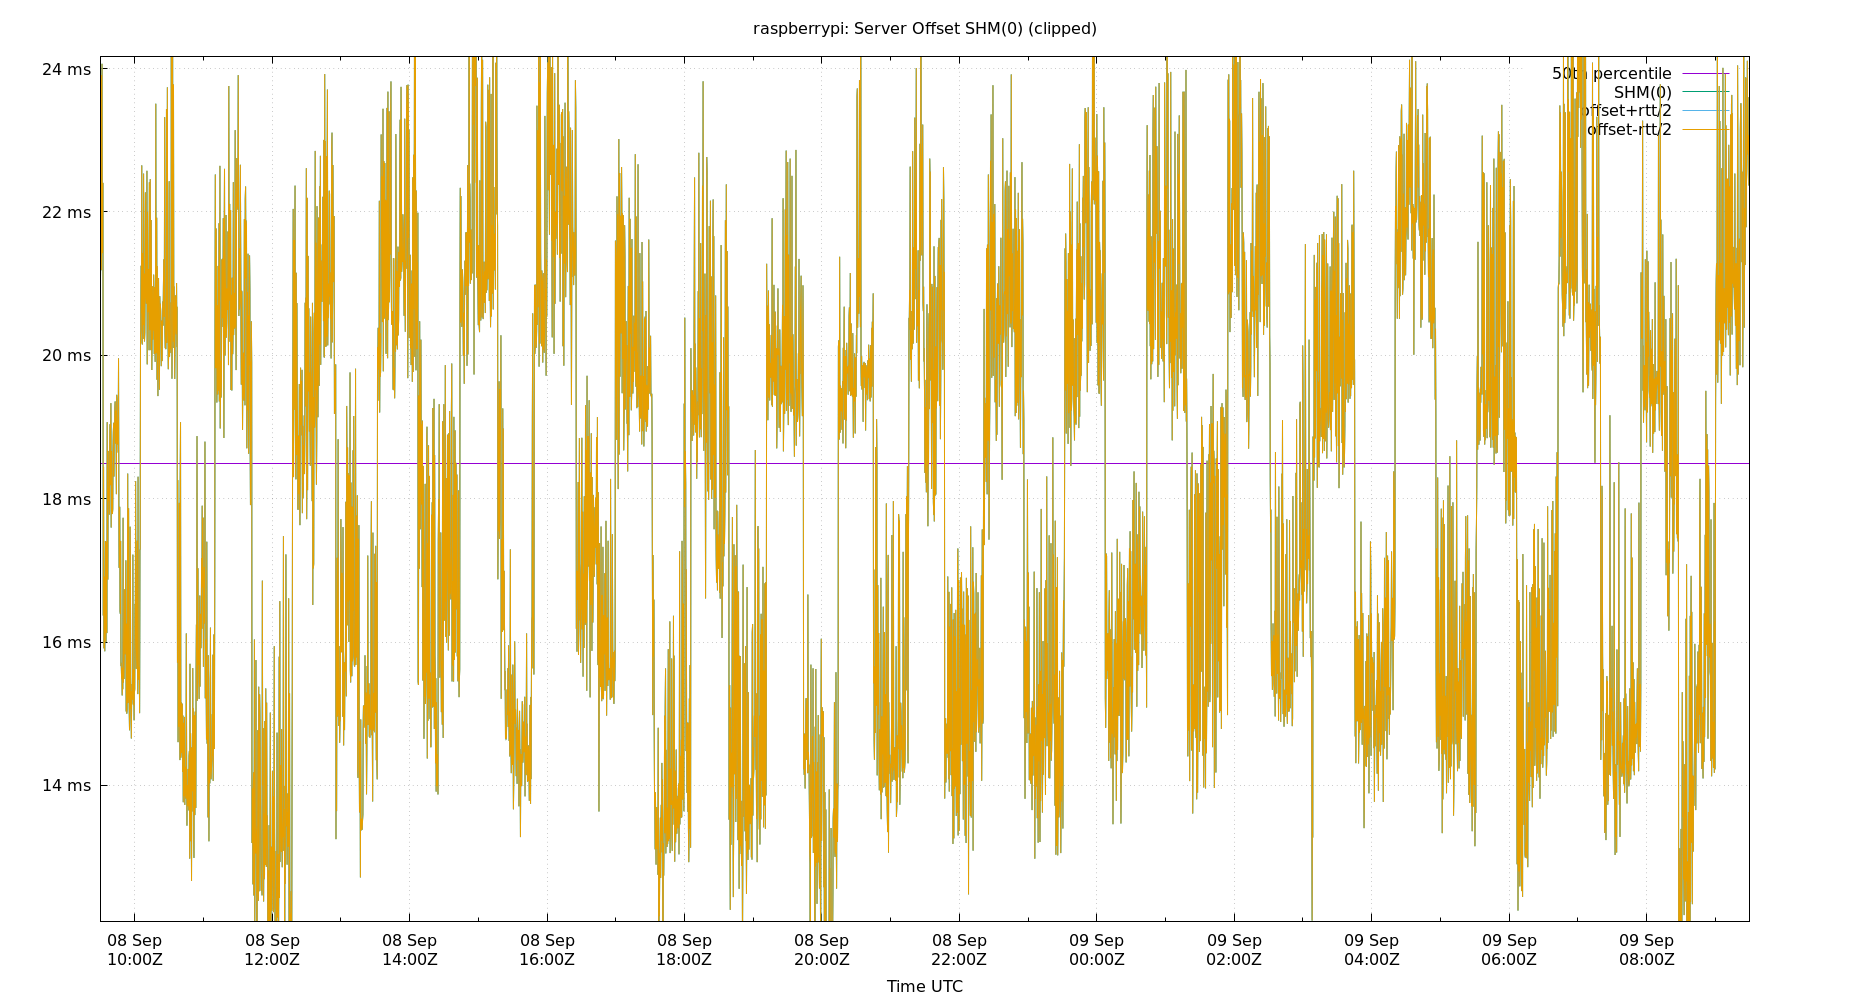 raspberrypi: Server Offset SHM(0) (clipped)
24 ms
22 ms
20 ms
18 ms
16 ms
14 ms
50th percentile
SHM(0)
offset+rtt/2
offset-rtt/2
08 Sep 08 Sep 08 Sep 08 Sep 08 Sep 08 Sep 08 Sep 09 Sep 09 Sep 09 Sep 09 Sep 09 Sep
10:00Z 12:00Z 14:00Z 16:00Z 18:00Z 20:00Z 22:00Z 00:00Z 02:00Z 04:00Z 06:00Z 08:00Z
Time UTC